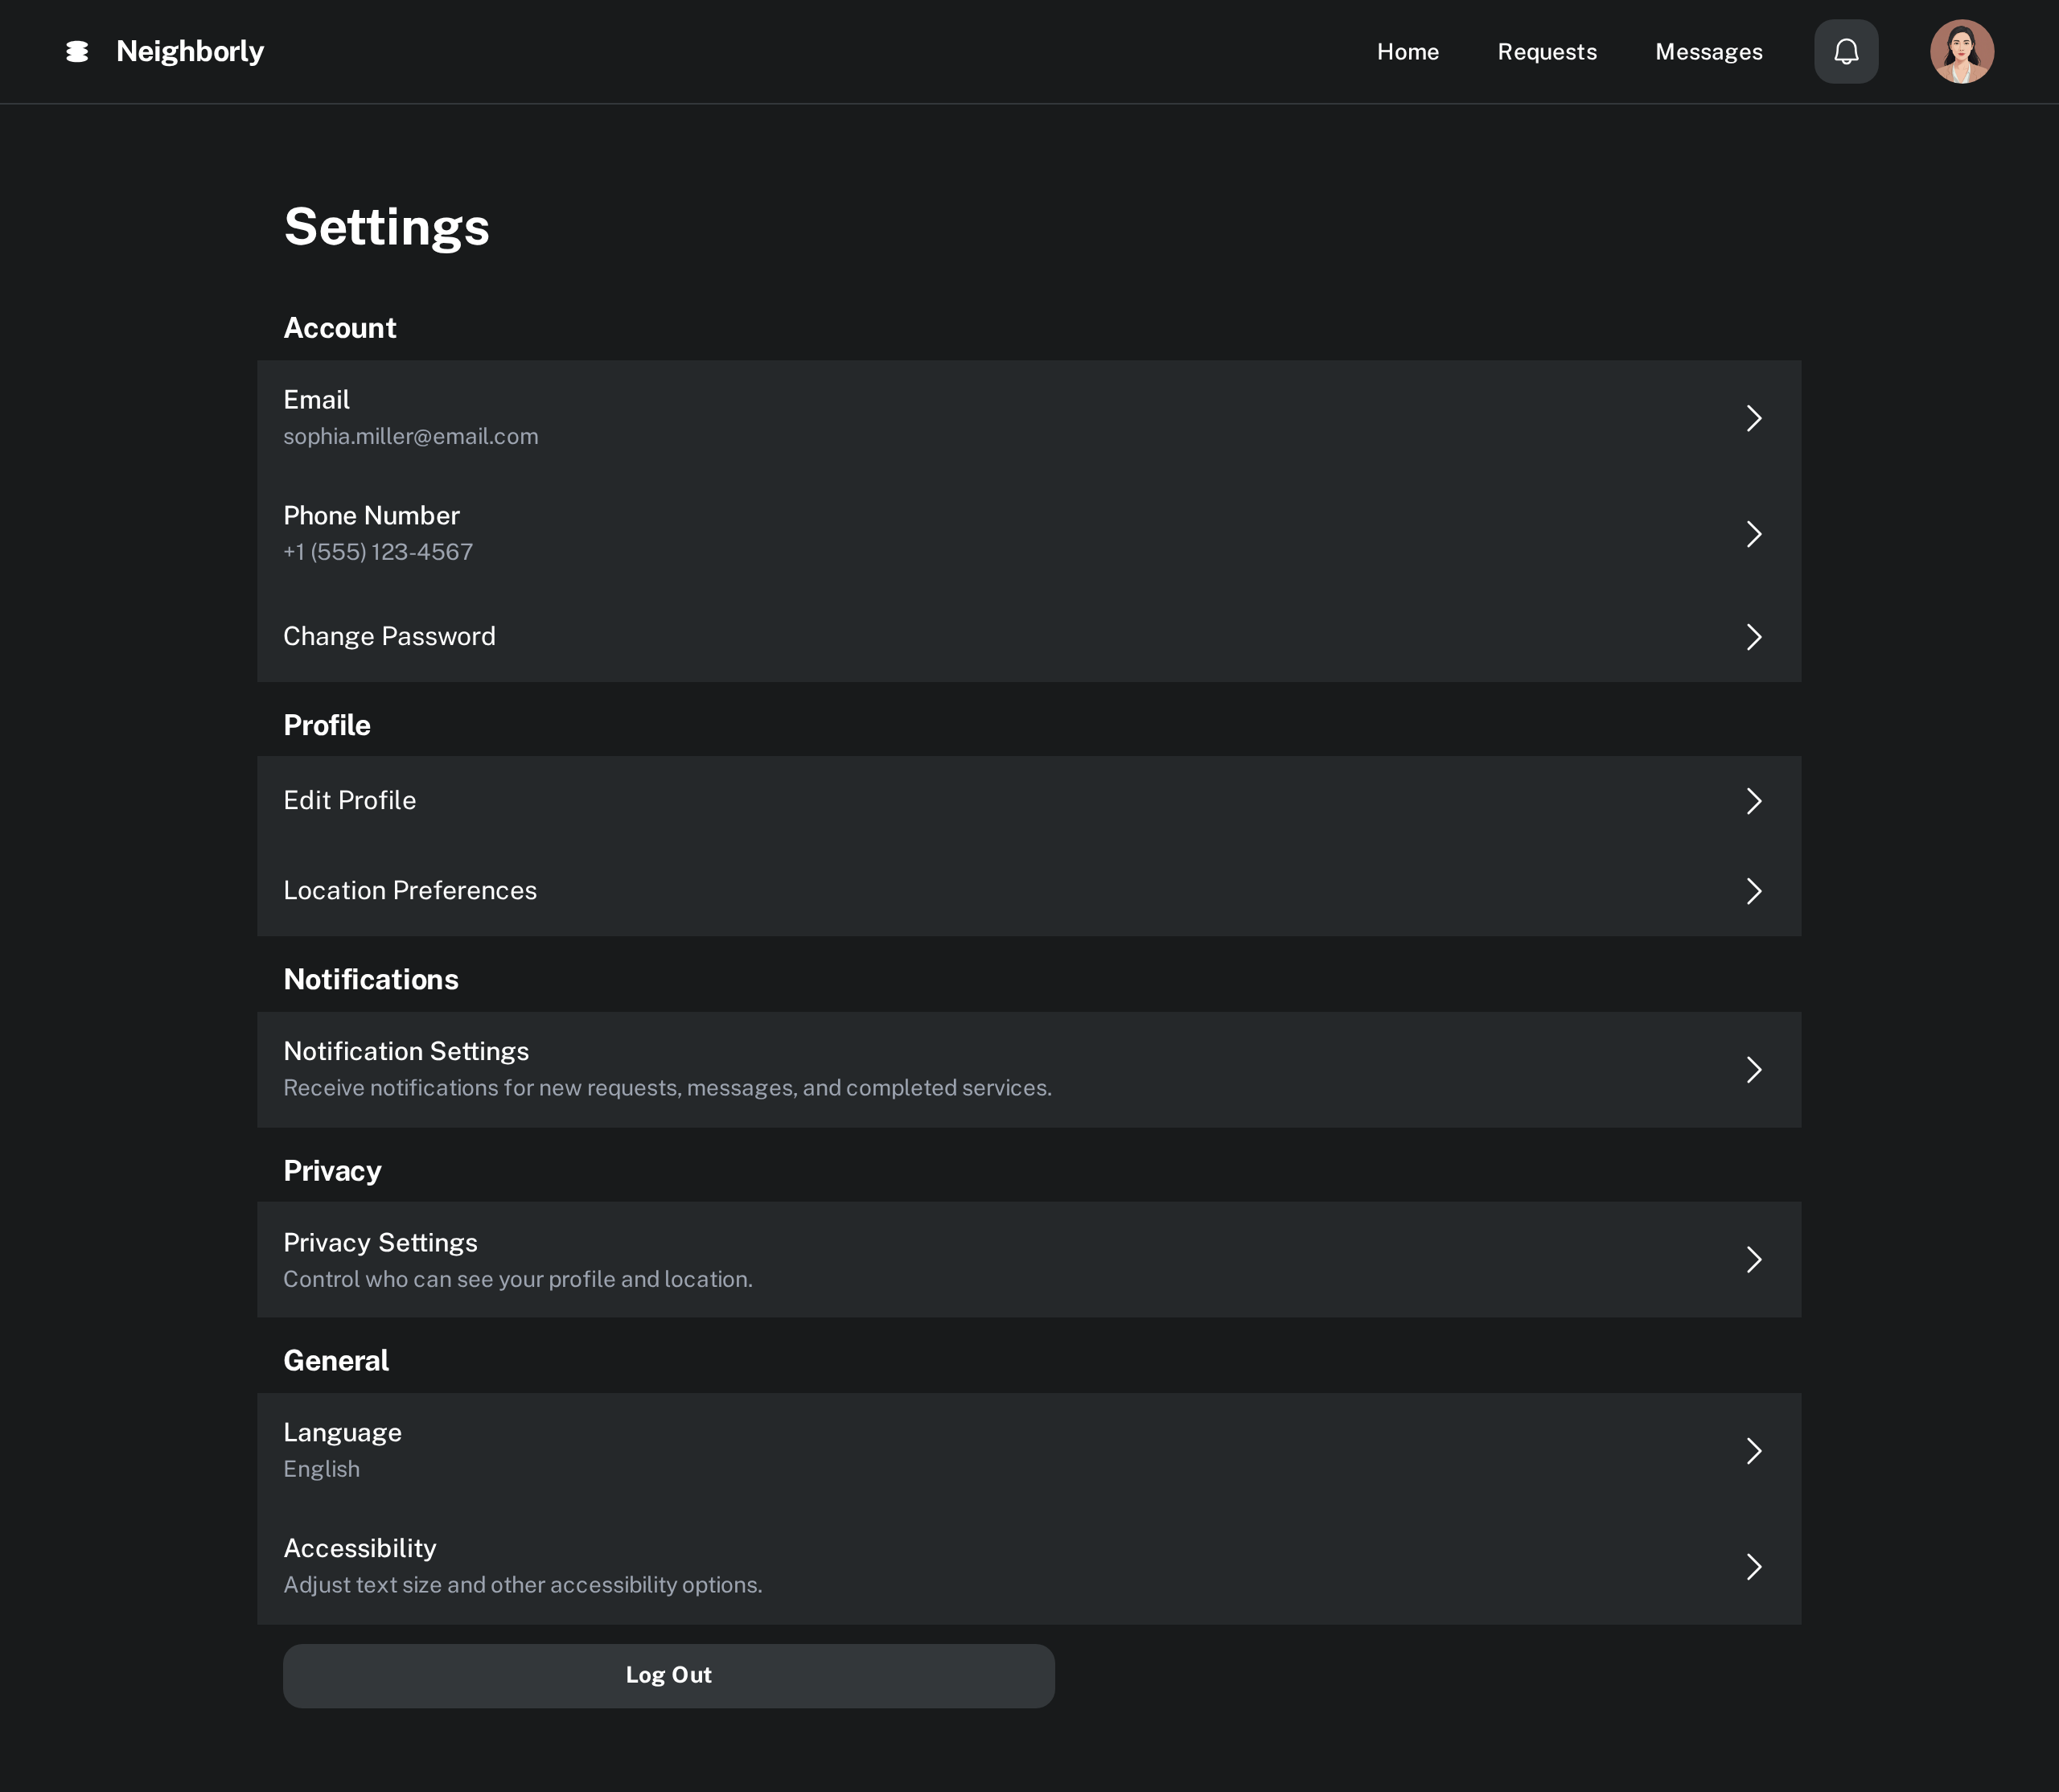 Neighborly
Home
Requests
Messages
Settings
Account
Email
sophia.miller@email.com
Phone Number
+1 (555) 123-4567
Change Password
Profile
Edit Profile
Location Preferences
Notifications
Notification Settings
Receive notifications for new requests, messages, and completed services.
Privacy
Privacy Settings
Control who can see your profile and location.
General
Language
English
Accessibility
Adjust text size and other accessibility options.
Log Out